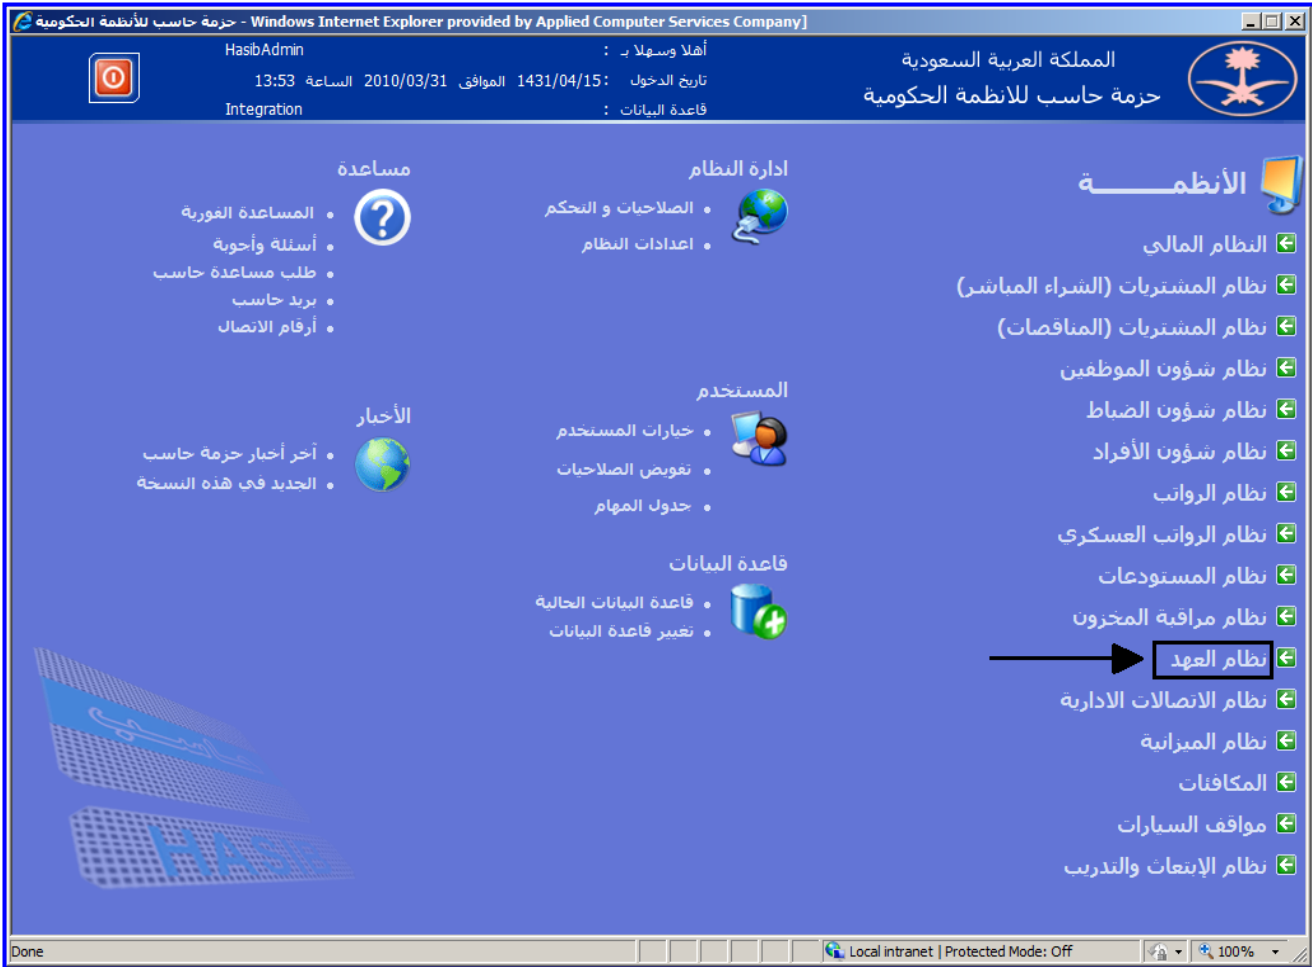 حزمة حاسب للأنظمة الحكومية - Windows Internet Explorer provided by Applied Computer Services Company]
المملكة العربية السعودية
حزمة حاسب للانظمة الحكومية
أهلا وسهلا بـ : HasibAdmin
تاريخ الدخول : 1431/04/15 الموافق 2010/03/31 الساعة 13:53
قاعدة البيانات : Integration
الأنظمــــــة
النظام المالي
نظام المشتريات (الشراء المباشر)
نظام المشتريات (المناقصات)
نظام شؤون الموظفين
نظام شؤون الضباط
نظام شؤون الأفراد
نظام الرواتب
نظام الرواتب العسكري
نظام المستودعات
نظام مراقبة المخزون
نظام العهد
نظام الاتصالات الادارية
نظام الميزانية
المكافئات
مواقف السيارات
نظام الإبتعاث والتدريب
ادارة النظام
الصلاحيات و التحكم
اعدادات النظام
المستخدم
خيارات المستخدم
تفويض الصلاحيات
جدول المهام
قاعدة البيانات
قاعدة البيانات الحالية
تغيير قاعدة البيانات
مساعدة
المساعدة الفورية
أسئلة وأجوبة
طلب مساعدة حاسب
بريد حاسب
أرقام الاتصال
الأخبار
آخر أخبار حزمة حاسب
الجديد في هذه النسخة
حاسب
HASIB
Done
Local intranet | Protected Mode: Off
100%